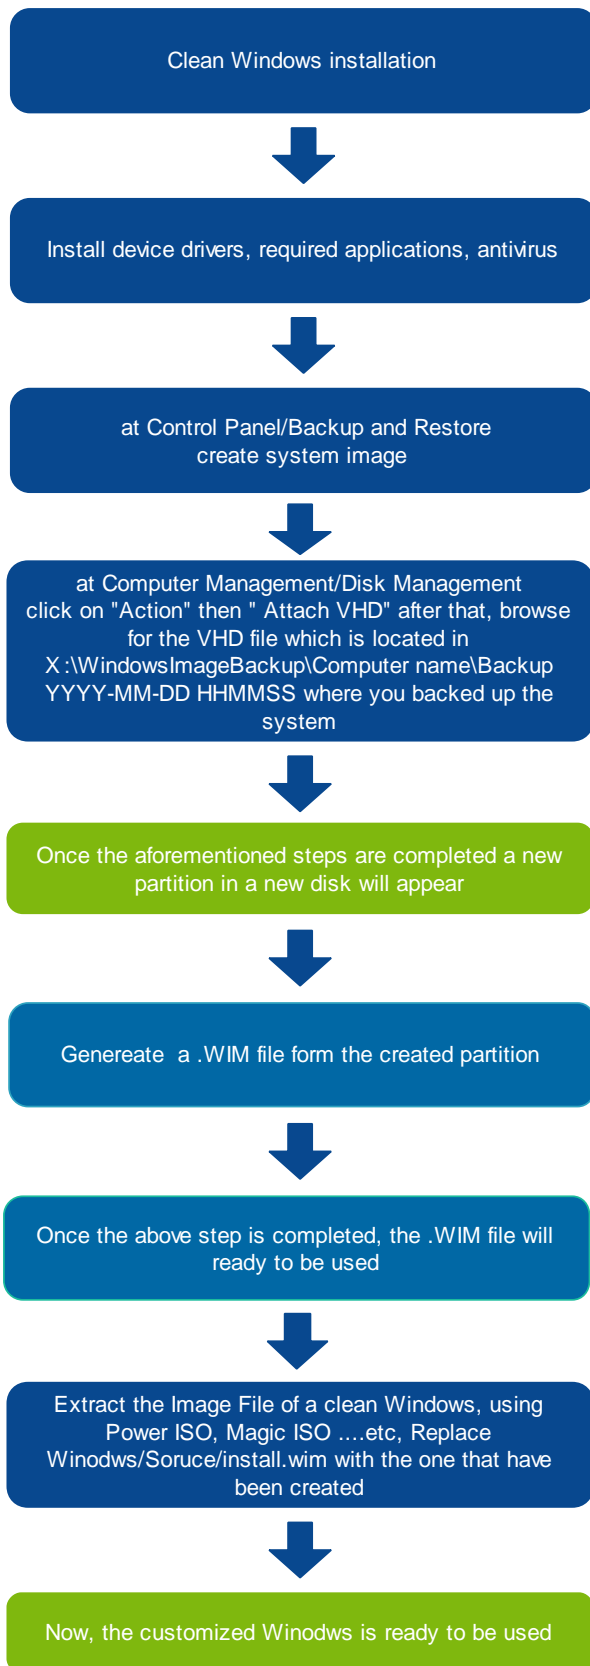 Clean Windows installation
Install device drivers, required applications, antivirus
at Control Panel/Backup and Restore
create system image
at Computer Management/Disk Management
click on "Action" then " Attach VHD" after that, browse
for the VHD file which is located in
X:\WindowsImageBackup\Computer name\Backup
YYYY-MM-DD HHMMSS where you backed up the
system
Once the aforementioned steps are completed a new
partition in a new disk will appear
Genereate a .WIM file form the created partition
Once the above step is completed, the .WIM file will
ready to be used
Extract the Image File of a clean Windows, using
Power ISO, Magic ISO ....etc, Replace
Winodws/Soruce/install.wim with the one that have
been created
Now, the customized Winodws is ready to be used